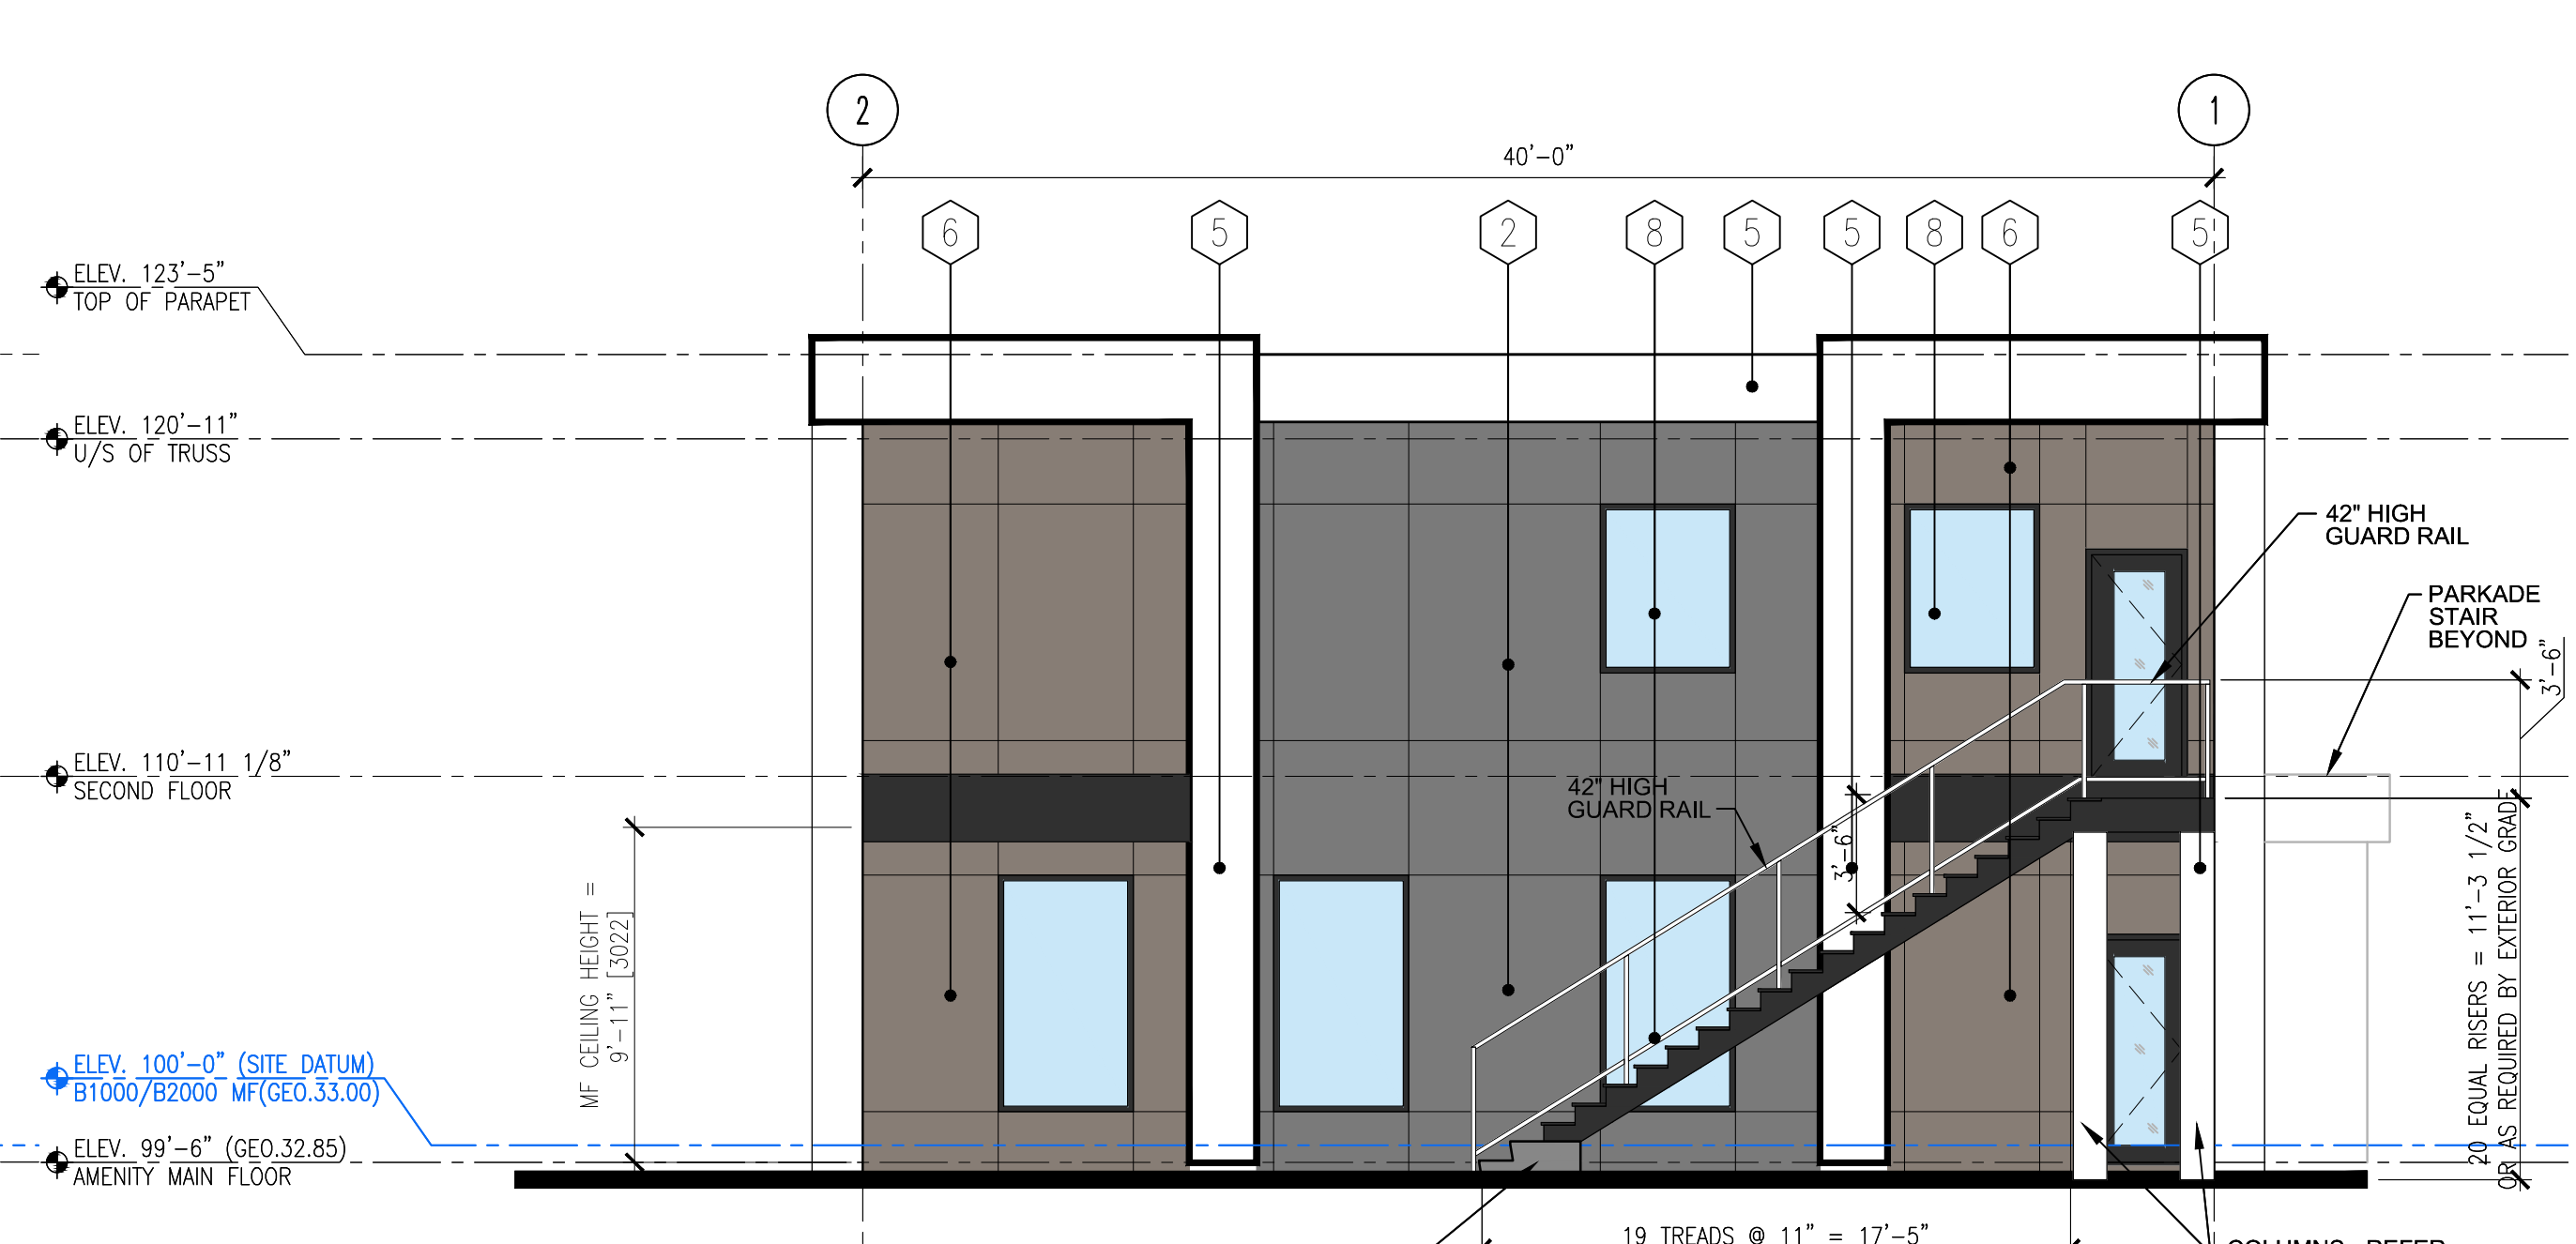 2
1
40'-0"
6
5
2
8
5
5
8
6
5
ELEV. 123'-5"
TOP OF PARAPET
ELEV. 120'-11"
U/S OF TRUSS
42" HIGH
GUARD RAIL
PARKADE
STAIR
BEYOND
3'-6"
ELEV. 110'-11 1/8"
SECOND FLOOR
42" HIGH
GUARD RAIL
3'-6"
MF CEILING HEIGHT =
9'-11" [3022]
20 EQUAL RISERS = 11'-3 1/2"
OR AS REQUIRED BY EXTERIOR GRADE
ELEV. 100'-0" (SITE DATUM)
B1000/B2000 MF(GEO.33.00)
ELEV. 99'-6" (GEO.32.85)
AMENITY MAIN FLOOR
19 TREADS @ 11" = 17'-5"
COLUMNS - REFER